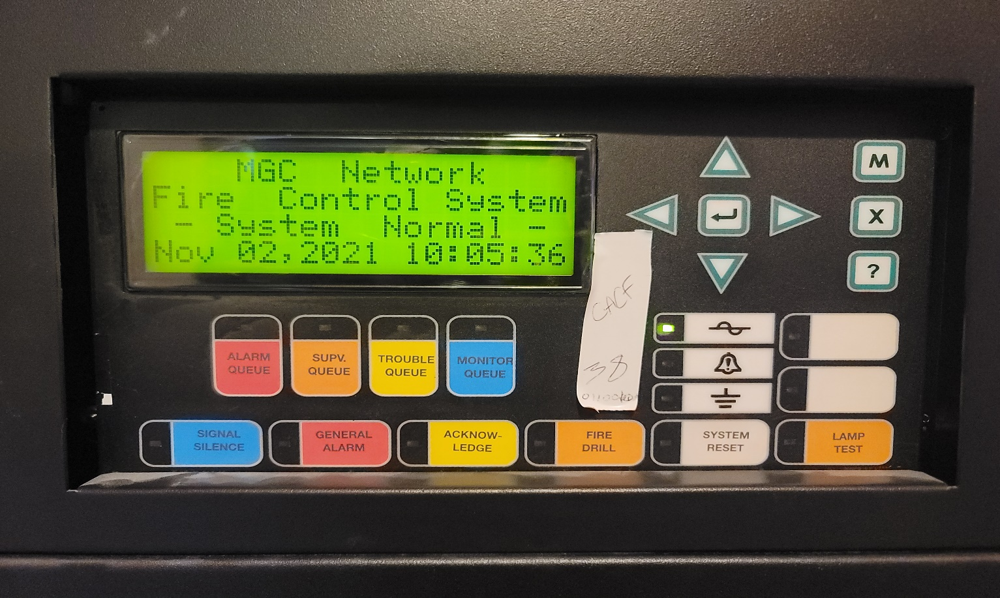 MGC Network
Fire Control System
- System Normal -
Nov 02,2021 10:05:36
M
X
?
CACF
38
ALARM
QUEUE
SUPV.
QUEUE
TROUBLE
QUEUE
MONITOR
QUEUE
SIGNAL
SILENCE
GENERAL
ALARM
ACKNOW-
LEDGE
FIRE
DRILL
SYSTEM
RESET
LAMP
TEST